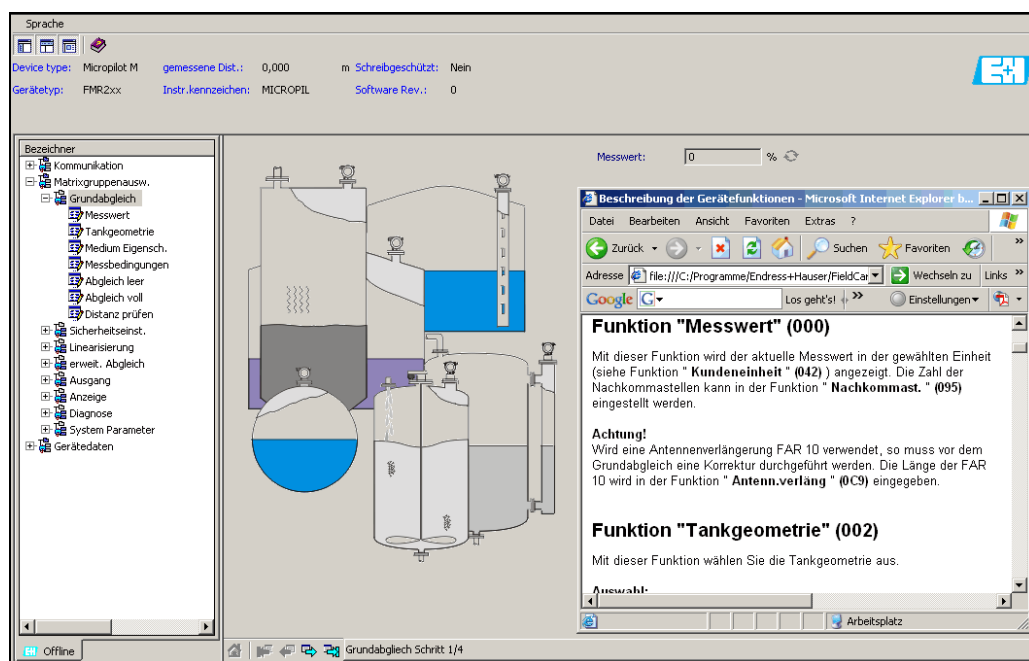 Sprache
Device type: Micropilot M gemessene Dist.: 0,000 m Schreibgeschützt: Nein
Gerätetyp: FMR2xx Instr.kennzeichen: MICROPIL Software Rev.: 0
E+H
Bezeichner
Kommunikation
Matrixgruppenausw.
Grundabgleich
Messwert
Tankgeometrie
Medium Eigensch.
Messbedingungen
Abgleich leer
Abgleich voll
Distanz prüfen
Sicherheitseinst.
Linearisierung
erweit. Abgleich
Ausgang
Anzeige
Diagnose
System Parameter
Gerätedaten
Offline
Messwert: 0 %
Beschreibung der Gerätefunktionen - Microsoft Internet Explorer b...
Datei Bearbeiten Ansicht Favoriten Extras ?
Zurück Suchen Favoriten »
Adresse file:///C:/Programme/Endress+Hauser/FieldCar Wechseln zu Links »
Google G Los geht's! » Einstellungen
Funktion "Messwert" (000)
Mit dieser Funktion wird der aktuelle Messwert in der gewählten Einheit
(siehe Funktion " Kundeneinheit " (042) ) angezeigt. Die Zahl der
Nachkommastellen kann in der Funktion " Nachkommast. " (095)
eingestellt werden.
Achtung!
Wird eine Antennenverlängerung FAR 10 verwendet, so muss vor dem
Grundabgleich eine Korrektur durchgeführt werden. Die Länge der FAR
10 wird in der Funktion " Antenn.verläng " (0C9) eingegeben.
Funktion "Tankgeometrie" (002)
Mit dieser Funktion wählen Sie die Tankgeometrie aus.
Auswahl:
Arbeitsplatz
Grundabgliech Schritt 1/4